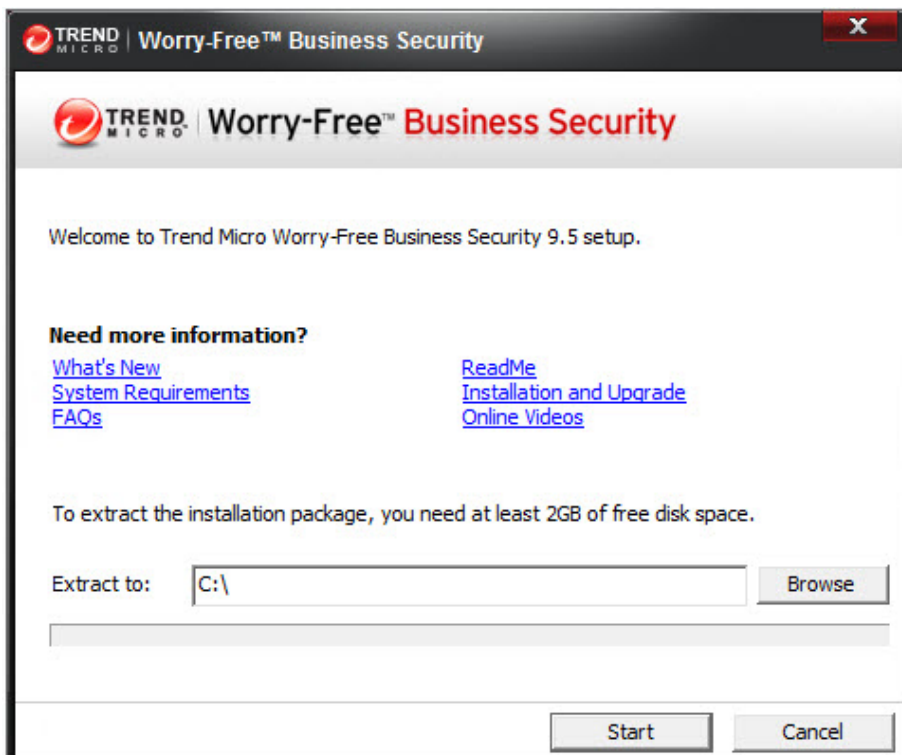 TREND MICRO | Worry-Free™ Business Security
X
TREND MICRO™ | Worry-Free™ Business Security
Welcome to Trend Micro Worry-Free Business Security 9.5 setup.
Need more information?
What's New
ReadMe
System Requirements
Installation and Upgrade
FAQs
Online Videos
To extract the installation package, you need at least 2GB of free disk space.
Extract to: C:\ Browse
Start Cancel